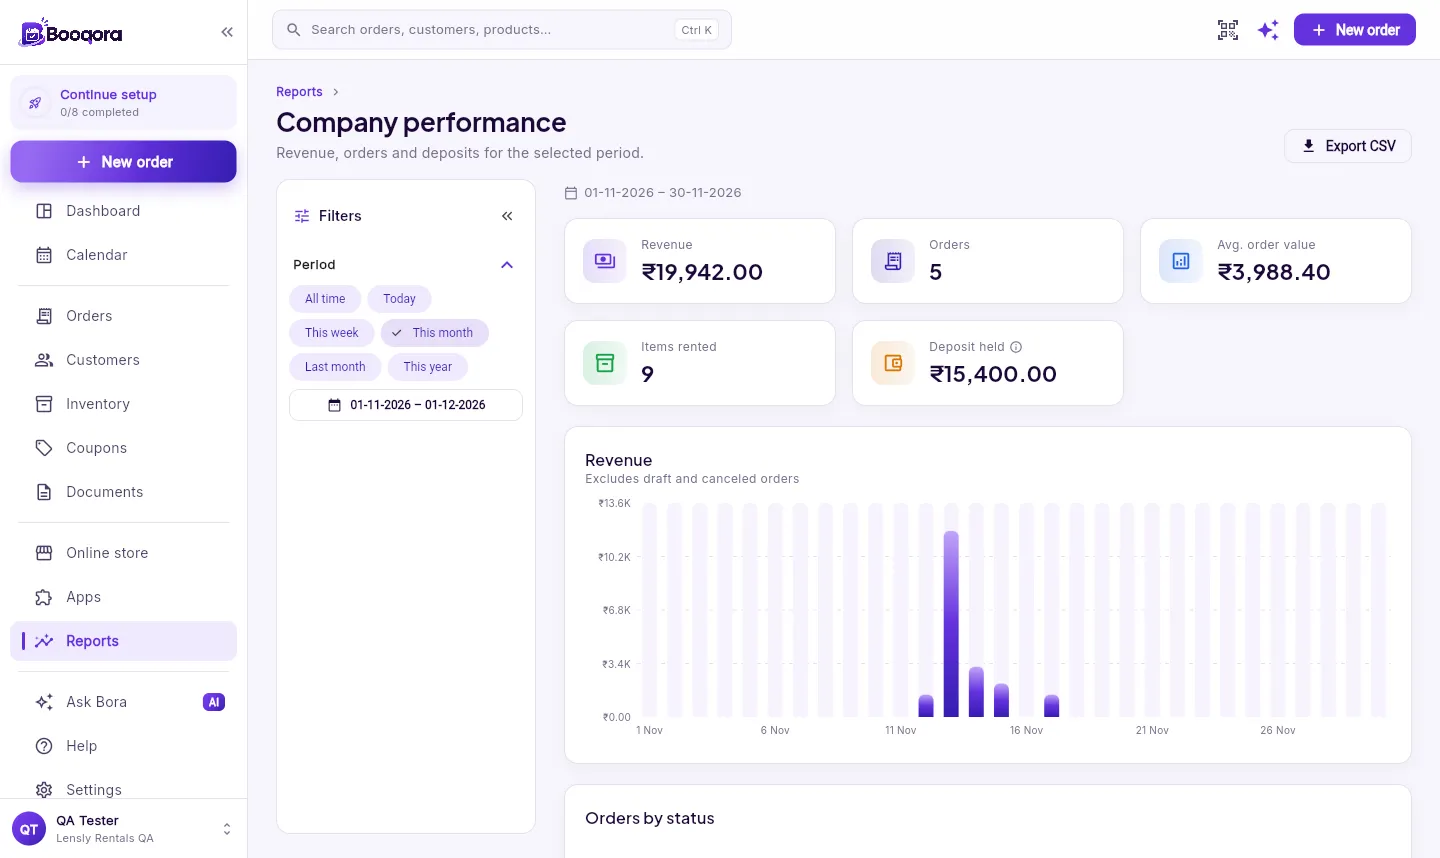 Booqora
Search orders, customers, products...
Ctrl K
New order
Continue setup
0/8 completed
New order
Dashboard
Calendar
Orders
Customers
Inventory
Coupons
Documents
Online store
Apps
Reports
Ask Bora
AI
Help
Settings
QT
QA Tester
Lensly Rentals QA
Reports
Company performance
Revenue, orders and deposits for the selected period.
Export CSV
Filters
Period
All time
Today
This week
This month
Last month
This year
01-11-2026 – 01-12-2026
01-11-2026 – 30-11-2026
Revenue
₹19,942.00
Orders
5
Avg. order value
₹3,988.40
Items rented
9
Deposit held
₹15,400.00
Revenue
Excludes draft and canceled orders
₹13.6K
₹10.2K
₹6.8K
₹3.4K
₹0.00
1 Nov
6 Nov
11 Nov
16 Nov
21 Nov
26 Nov
Orders by status